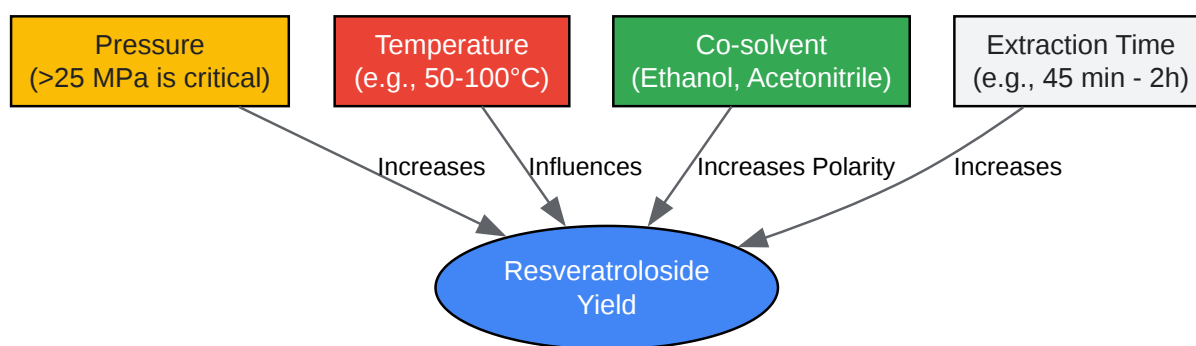 Pressure
(>25 MPa is critical)
Temperature
(e.g., 50-100°C)
Co-solvent
(Ethanol, Acetonitrile)
Extraction Time
(e.g., 45 min - 2h)
Increases
Influences
Increases Polarity
Increases
Resveratroloside
Yield